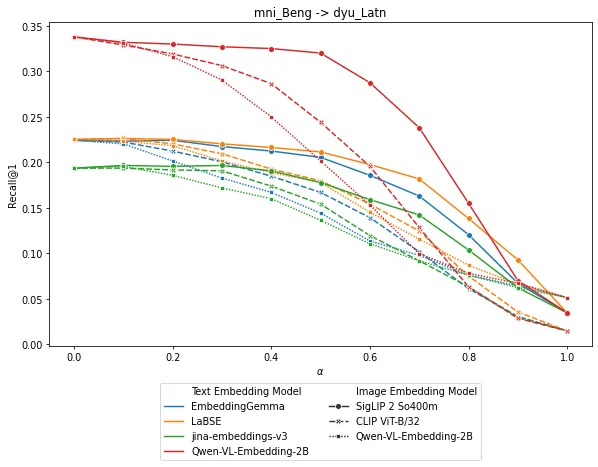 mni_Beng -> dyu_Latn
0.35
0.30
0.25
0.20
0.15
0.10
0.05
0.00
Recall@1
0.0 0.2 0.4 0.6 0.8 1.0
α
Text Embedding Model Image Embedding Model
EmbeddingGemma SigLIP 2 So400m
LaBSE CLIP ViT-B/32
jina-embeddings-v3 Qwen-VL-Embedding-2B
Qwen-VL-Embedding-2B